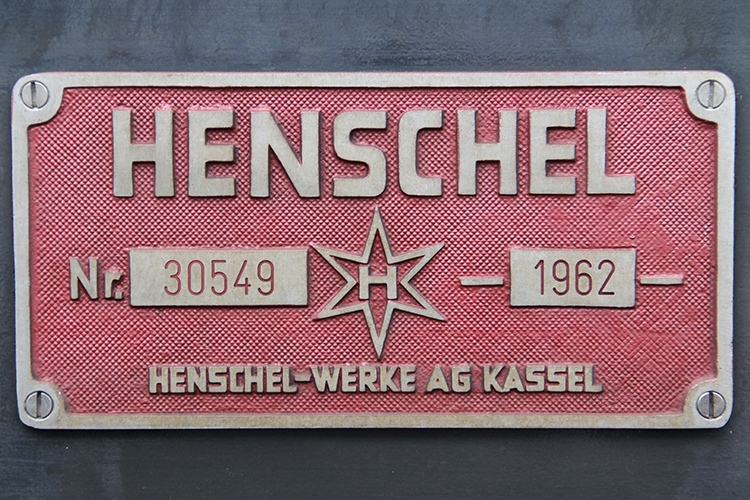 HENSCHEL
Nr. 30549 H — 1962 —
HENSCHEL-WERKE AG KASSEL